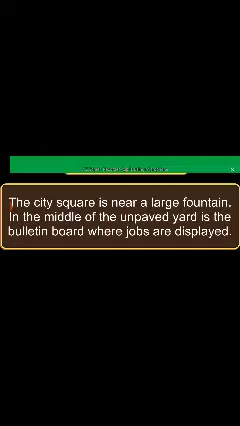 The city square is near a large fountain.
In the middle of the unpaved yard is the
bulletin board where jobs are displayed.